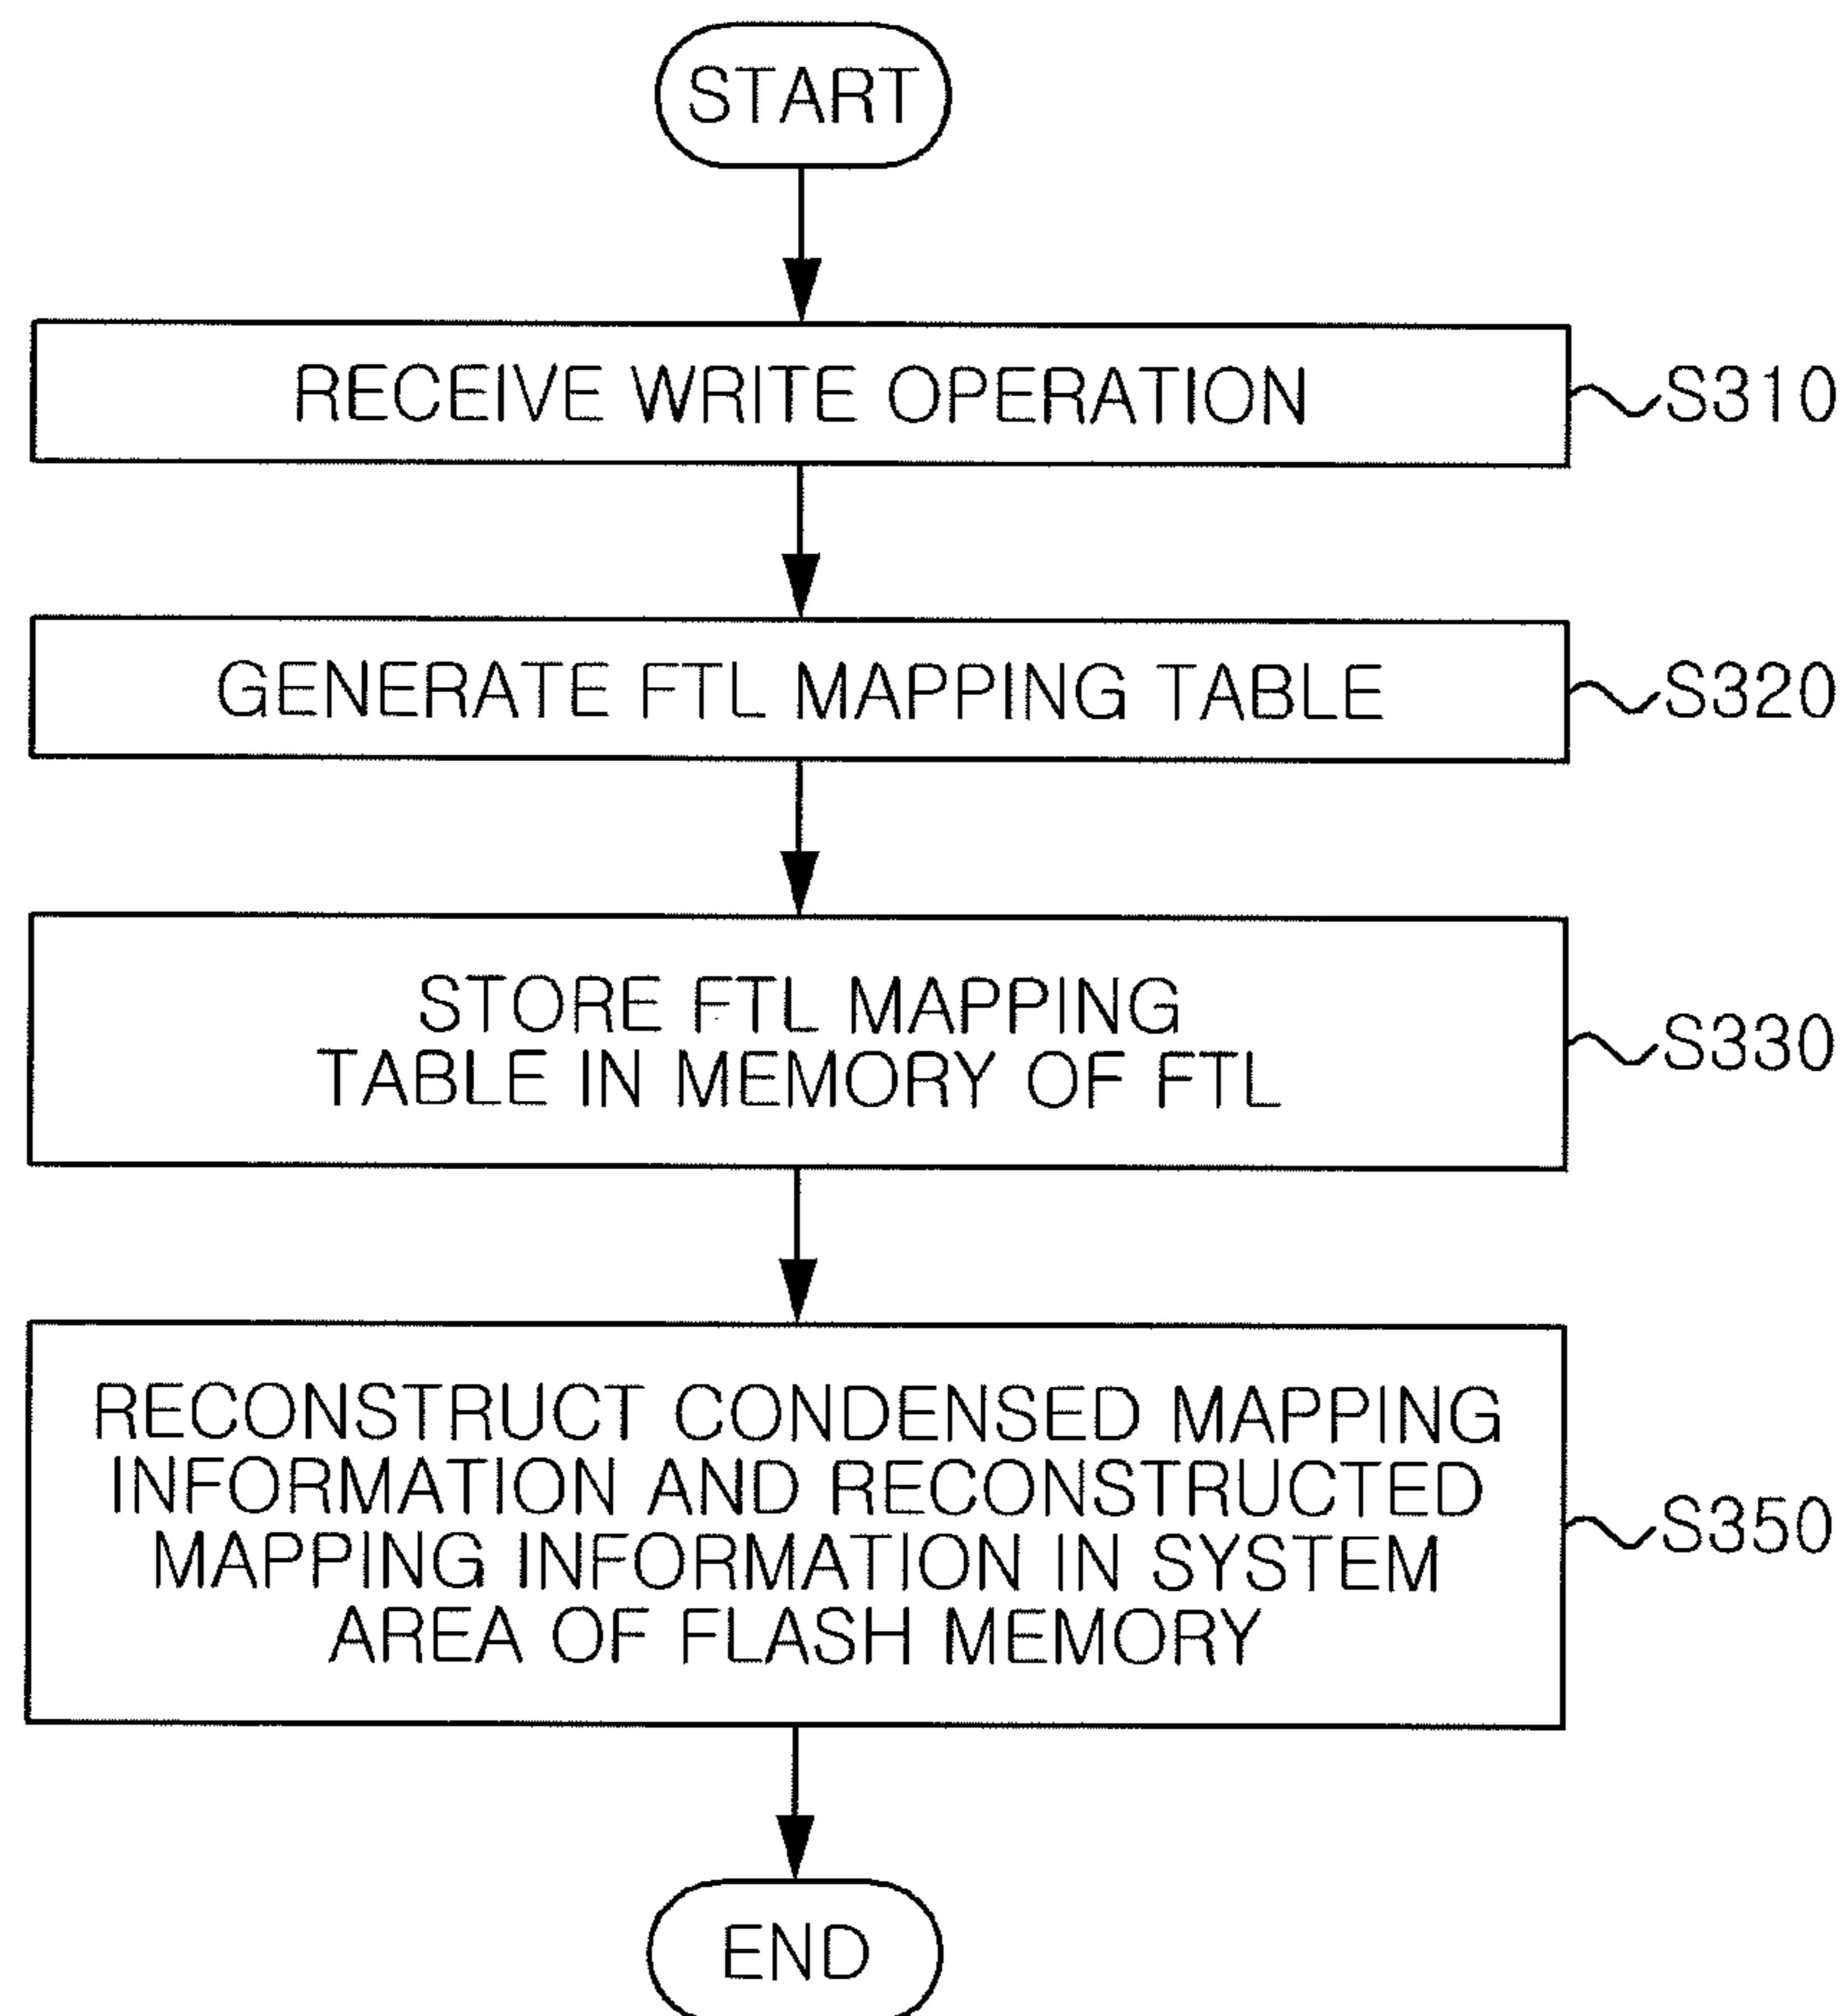 START
RECEIVE WRITE OPERATION
S310
GENERATE FTL MAPPING TABLE
S320
STORE FTL MAPPING
TABLE IN MEMORY OF FTL
S330
RECONSTRUCT CONDENSED MAPPING
INFORMATION AND RECONSTRUCTED
MAPPING INFORMATION IN SYSTEM
AREA OF FLASH MEMORY
S350
END